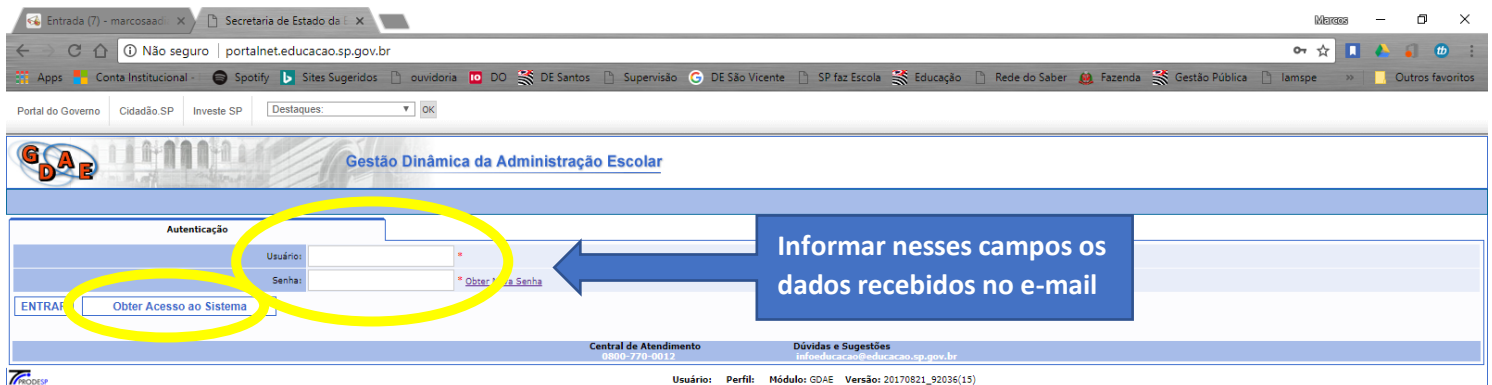 Entrada (7) - marcosaad
Secretaria de Estado da E
Marcos
Não seguro | portalnet.educacao.sp.gov.br
Apps Conta Institucional - Spotify Sites Sugeridos ouvidoria DO DE Santos Supervisão DE São Vicente SP faz Escola Educação Rede do Saber Fazenda Gestão Pública Iamspe » Outros favoritos
Portal do Governo Cidadão.SP Investe SP Destaques: OK
GDAE
Gestão Dinâmica da Administração Escolar
Autenticação
Usuário: *
Senha: * Obter Nova Senha
Informar nesses campos os
dados recebidos no e-mail
ENTRAR Obter Acesso ao Sistema
Central de Atendimento Dúvidas e Sugestões
0800-770-0012 infoeducacao@educacao.sp.gov.br
PRODESP
Usuário: Perfil: Módulo: GDAE Versão: 20170821_92036(15)